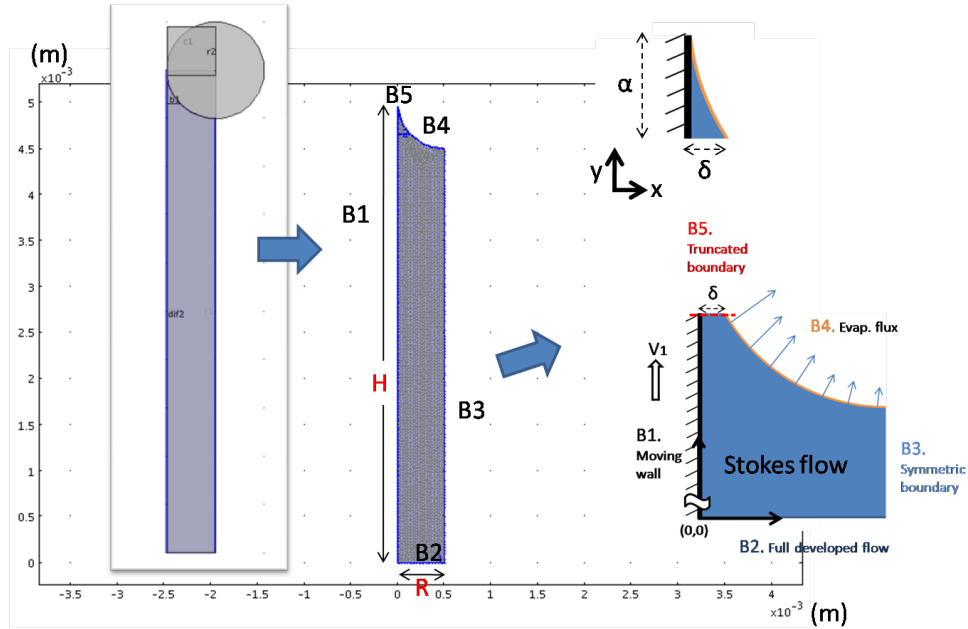 (m)
x10⁻³
5
4.5
4
3.5
3
2.5
2
1.5
1
0.5
0
-3.5
-3
-2.5
-2
-1.5
-1
-0.5
0
0.5
1
1.5
2
2.5
3
3.5
4
x10⁻³
(m)
c1
r2
b1
dif2
B5
B4
B1
H
B3
B2
R
α
δ
y
x
B5.
Truncated
boundary
δ
B4. Evap. flux
V1
B1.
Moving
wall
Stokes flow
B3.
Symmetric
boundary
(0,0)
B2. Full developed flow